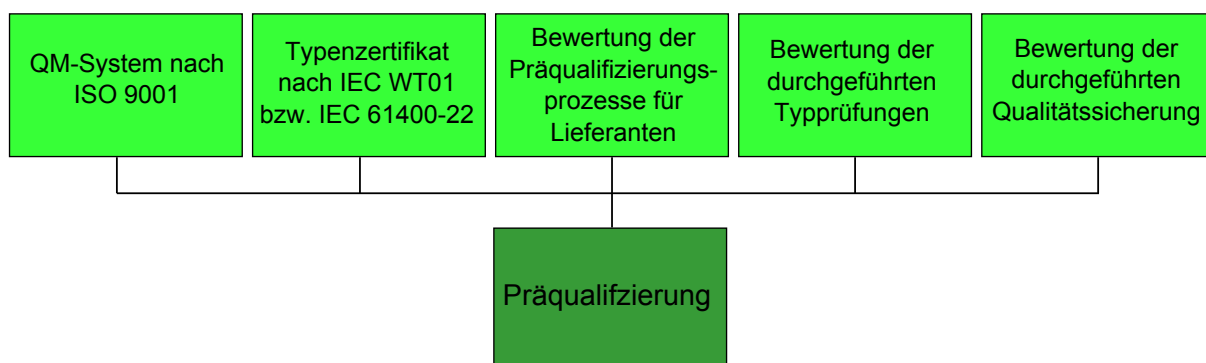 QM-System nach
ISO 9001
Typenzertifikat
nach IEC WT01
bzw. IEC 61400-22
Bewertung der
Präqualifizierungs-
prozesse für
Lieferanten
Bewertung der
durchgeführten
Typprüfungen
Bewertung der
durchgeführten
Qualitätssicherung
Präqualifzierung